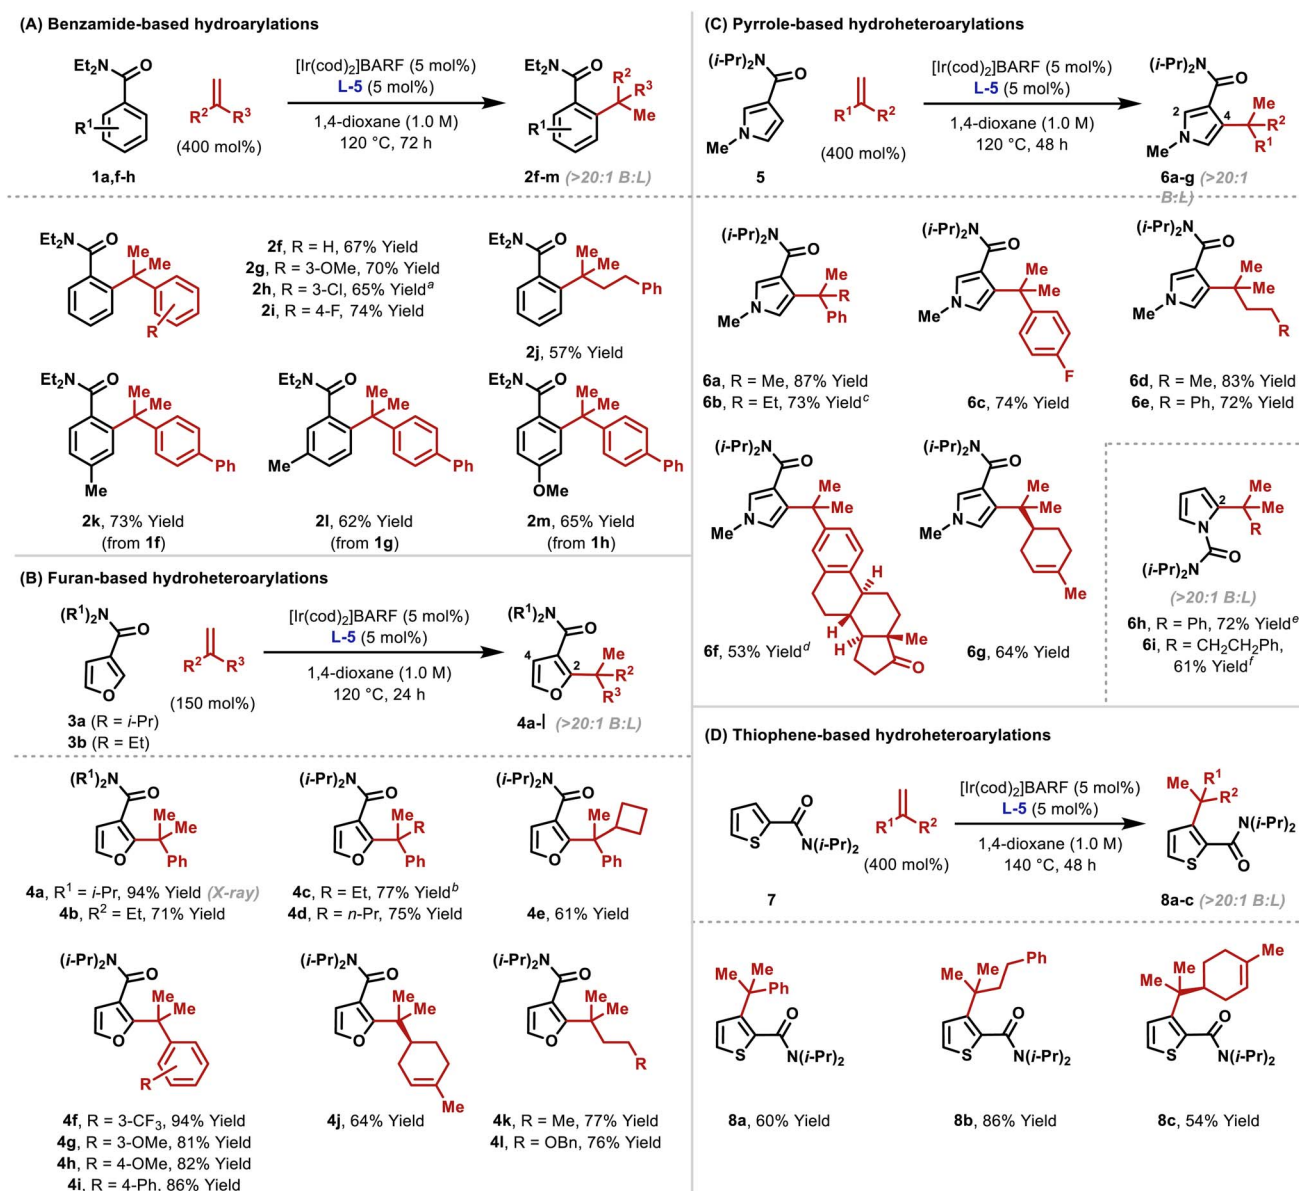 (A) Benzamide-based hydroarylations
Et₂N O
R¹
R² R³
(400 mol%)
[Ir(cod)₂]BARF (5 mol%)
L-5 (5 mol%)
1,4-dioxane (1.0 M)
120 °C, 72 h
Et₂N O
R²
R³
Me
R¹
1a,f-h
2f-m (>20:1 B:L)
Et₂N O
Me
Me
R
2f, R = H, 67% Yield
2g, R = 3-OMe, 70% Yield
2h, R = 3-Cl, 65% Yieldᵃ
2i, R = 4-F, 74% Yield
Et₂N O
Me
Me
Ph
2j, 57% Yield
Et₂N O
Me
Me
Ph
Me
2k, 73% Yield
(from 1f)
Et₂N O
Me
Me
Ph
Me
2l, 62% Yield
(from 1g)
Et₂N O
Me
Me
Ph
OMe
2m, 65% Yield
(from 1h)
(B) Furan-based hydroheteroarylations
(R¹)₂N
O
O
3a (R = i-Pr)
3b (R = Et)
R² R³
(150 mol%)
[Ir(cod)₂]BARF (5 mol%)
L-5 (5 mol%)
1,4-dioxane (1.0 M)
120 °C, 24 h
(R¹)₂N
O
4
2
Me
R²
R³
O
4a-l (>20:1 B:L)
(R¹)₂N
O
Me
Me
O
Ph
4a, R¹ = i-Pr, 94% Yield (X-ray)
4b, R² = Et, 71% Yield
(i-Pr)₂N
O
Me
R
O
Ph
4c, R = Et, 77% Yieldᵇ
4d, R = n-Pr, 75% Yield
(i-Pr)₂N
O
Me
O
Ph
4e, 61% Yield
(i-Pr)₂N
O
Me
Me
O
R
4f, R = 3-CF₃, 94% Yield
4g, R = 3-OMe, 81% Yield
4h, R = 4-OMe, 82% Yield
4i, R = 4-Ph, 86% Yield
(i-Pr)₂N
O
Me
Me
O
Me
4j, 64% Yield
(i-Pr)₂N
O
Me
Me
O
R
4k, R = Me, 77% Yield
4l, R = OBn, 76% Yield
(C) Pyrrole-based hydroheteroarylations
(i-Pr)₂N
O
N
Me
5
R¹ R²
(400 mol%)
[Ir(cod)₂]BARF (5 mol%)
L-5 (5 mol%)
1,4-dioxane (1.0 M)
120 °C, 48 h
(i-Pr)₂N
O
2
4
Me
R²
R¹
N
Me
6a-g (>20:1
B:L)
(i-Pr)₂N
O
Me
R
Ph
N
Me
6a, R = Me, 87% Yield
6b, R = Et, 73% Yieldᶜ
(i-Pr)₂N
O
Me
Me
N
Me
F
6c, 74% Yield
(i-Pr)₂N
O
Me
Me
N
Me
R
6d, R = Me, 83% Yield
6e, R = Ph, 72% Yield
(i-Pr)₂N
O
Me
Me
N
Me
H
H
H
Me
O
6f, 53% Yieldᵈ
(i-Pr)₂N
O
Me
Me
N
Me
Me
6g, 64% Yield
2
Me
Me
R
N
O
(i-Pr)₂N
(>20:1 B:L)
6h, R = Ph, 72% Yieldᵉ
6i, R = CH₂CH₂Ph,
61% Yieldᶠ
(D) Thiophene-based hydroheteroarylations
S
O
N(i-Pr)₂
7
R¹ R²
(400 mol%)
[Ir(cod)₂]BARF (5 mol%)
L-5 (5 mol%)
1,4-dioxane (1.0 M)
140 °C, 48 h
R¹
Me
R²
N(i-Pr)₂
S
O
8a-c (>20:1 B:L)
Me Me
Ph
O
S
N(i-Pr)₂
8a, 60% Yield
Me Me
Ph
O
S
N(i-Pr)₂
8b, 86% Yield
Me
Me Me
O
S
N(i-Pr)₂
8c, 54% Yield